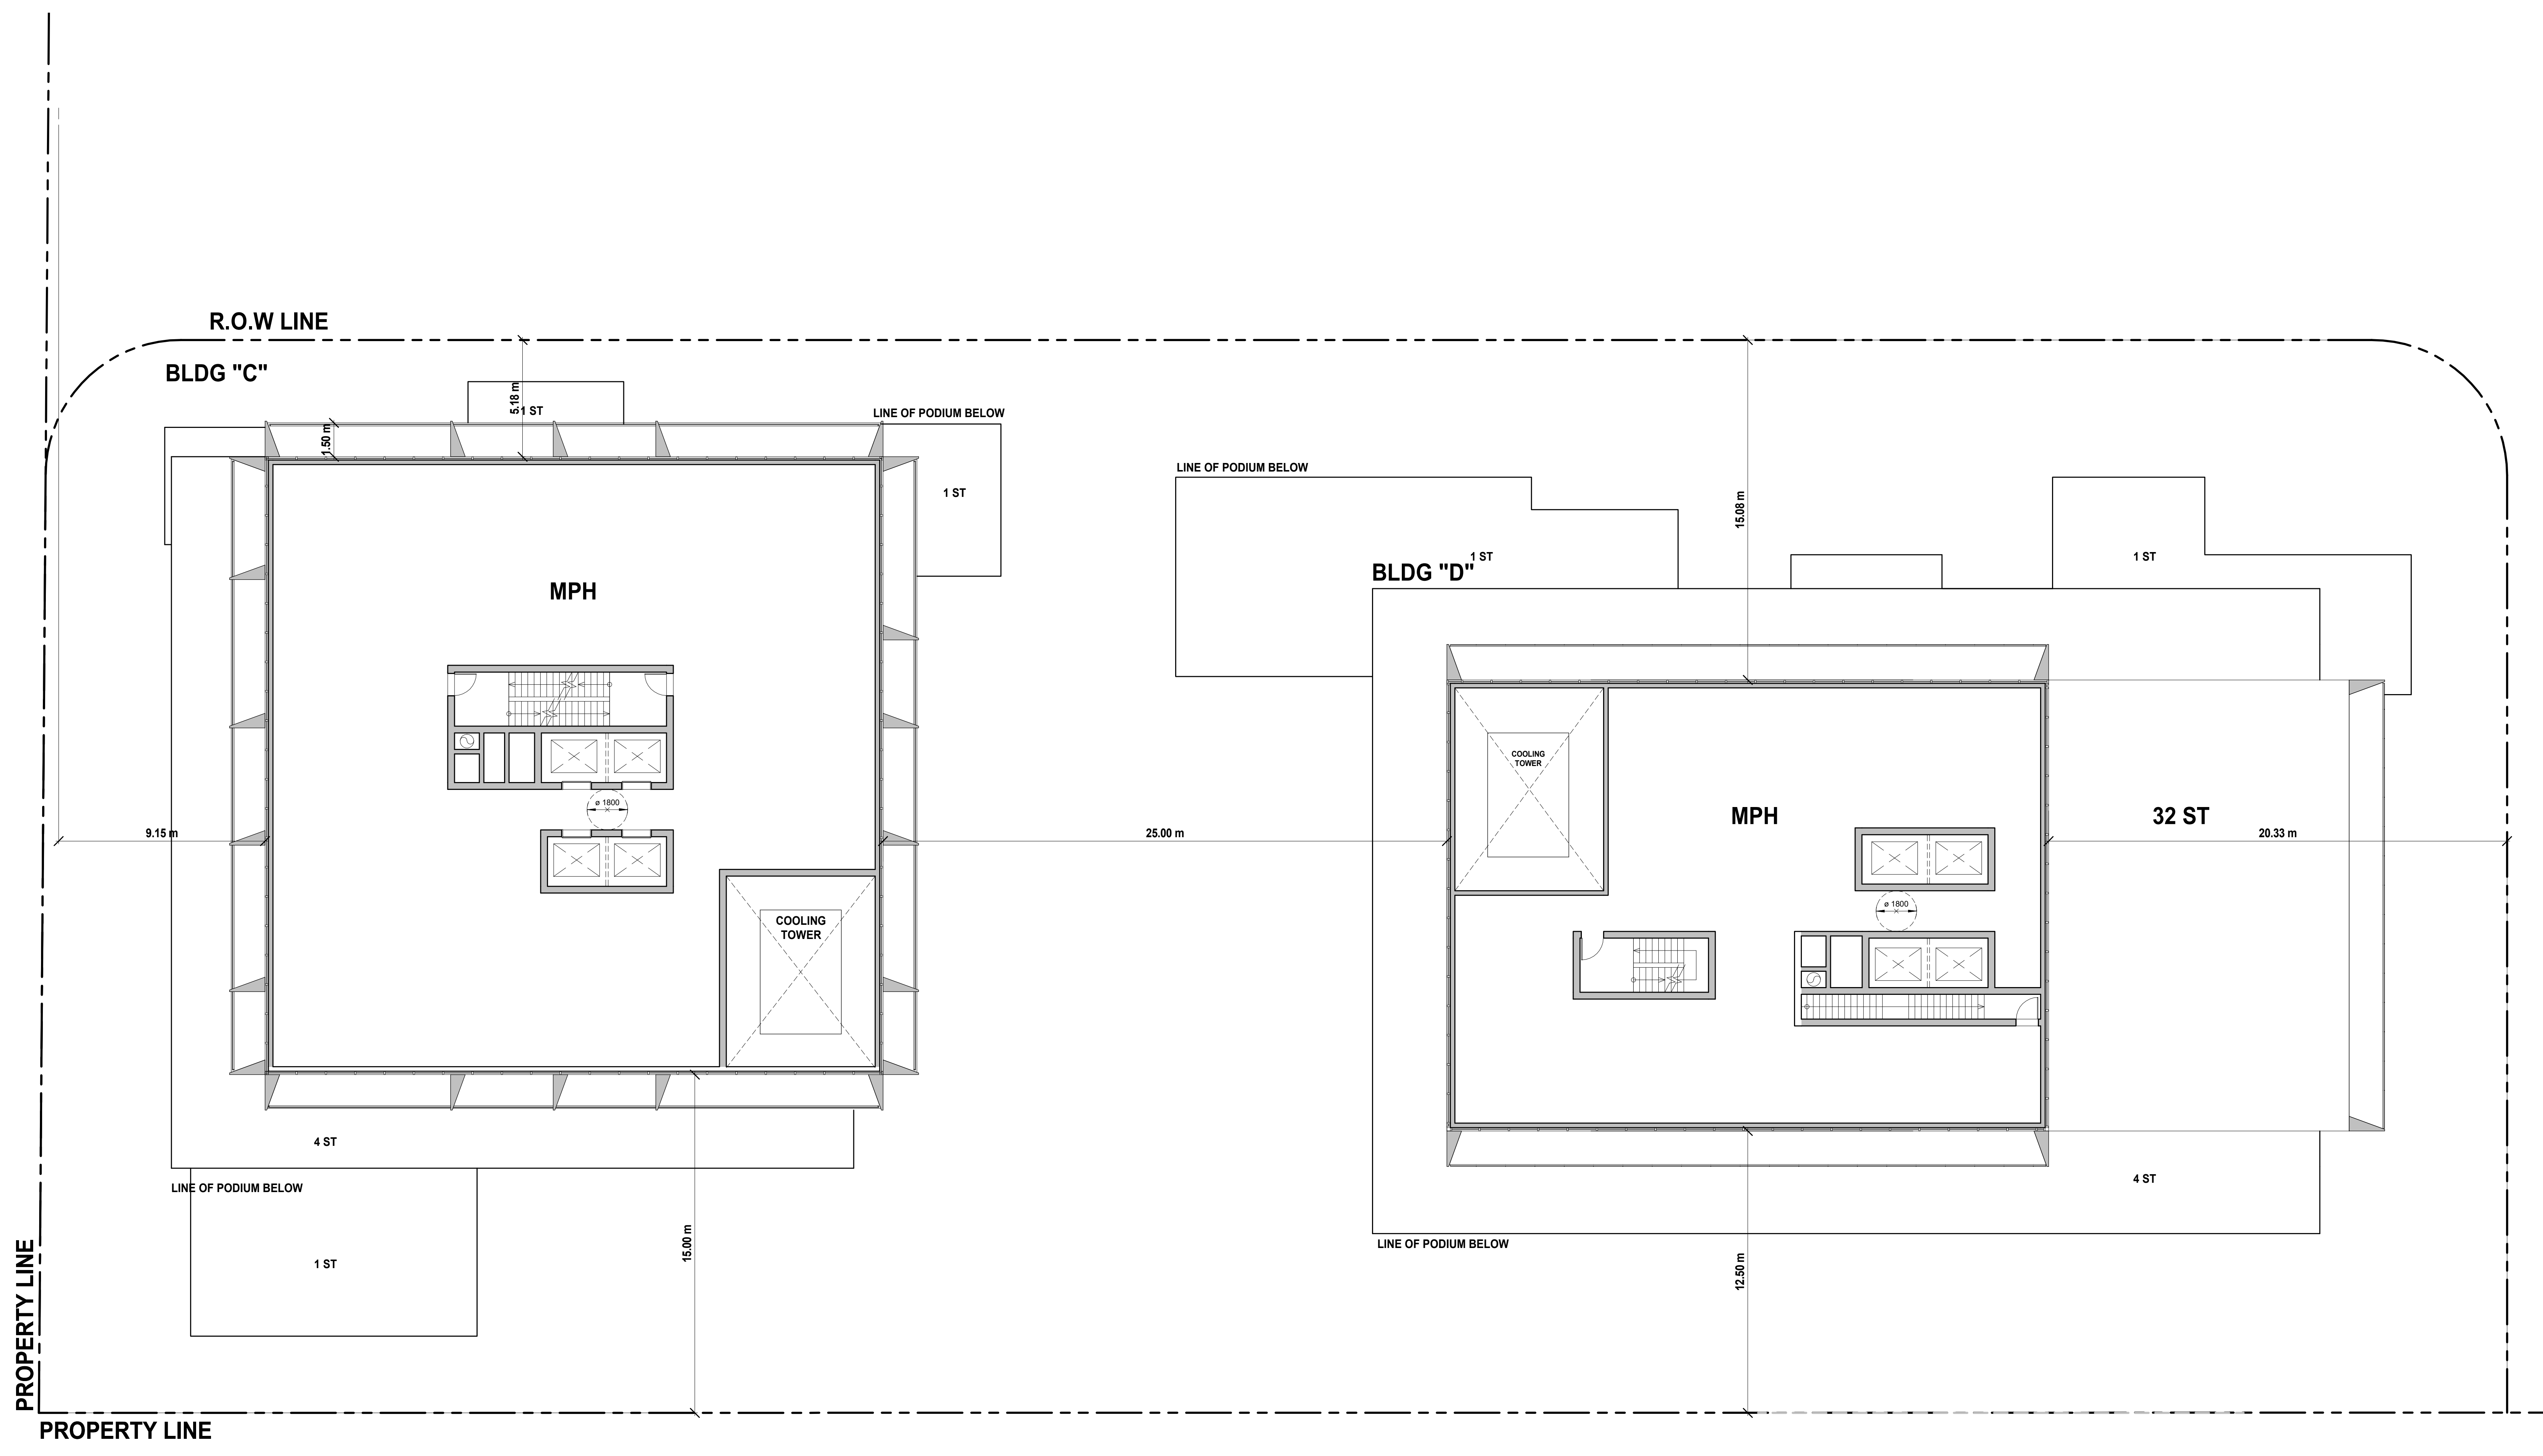 R.O.W LINE
BLDG "C"
5.18 m
1 ST
LINE OF PODIUM BELOW
1.50 m
LINE OF PODIUM BELOW
1 ST
15.08 m
1 ST
1 ST
BLDG "D"
MPH
COOLING
TOWER
ø 1800
MPH
32 ST
9.15 m
25.00 m
20.33 m
ø 1800
COOLING
TOWER
4 ST
4 ST
LINE OF PODIUM BELOW
15.00 m
LINE OF PODIUM BELOW
1 ST
12.50 m
PROPERTY LINE
PROPERTY LINE